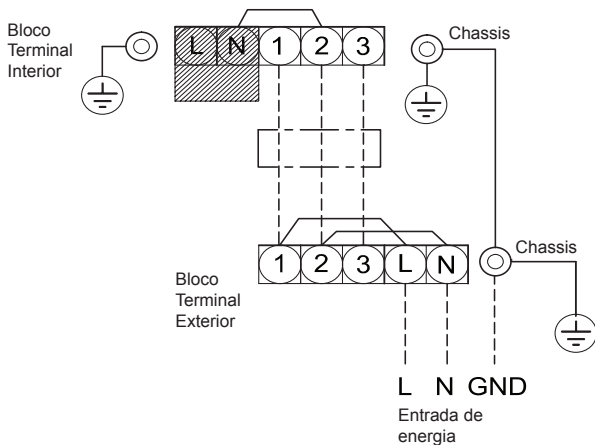 Bloco
Terminal
Interior
L N 1 2 3
Chassis
1 2 3 L N
Chassis
Bloco
Terminal
Exterior
L N GND
Entrada de
energia